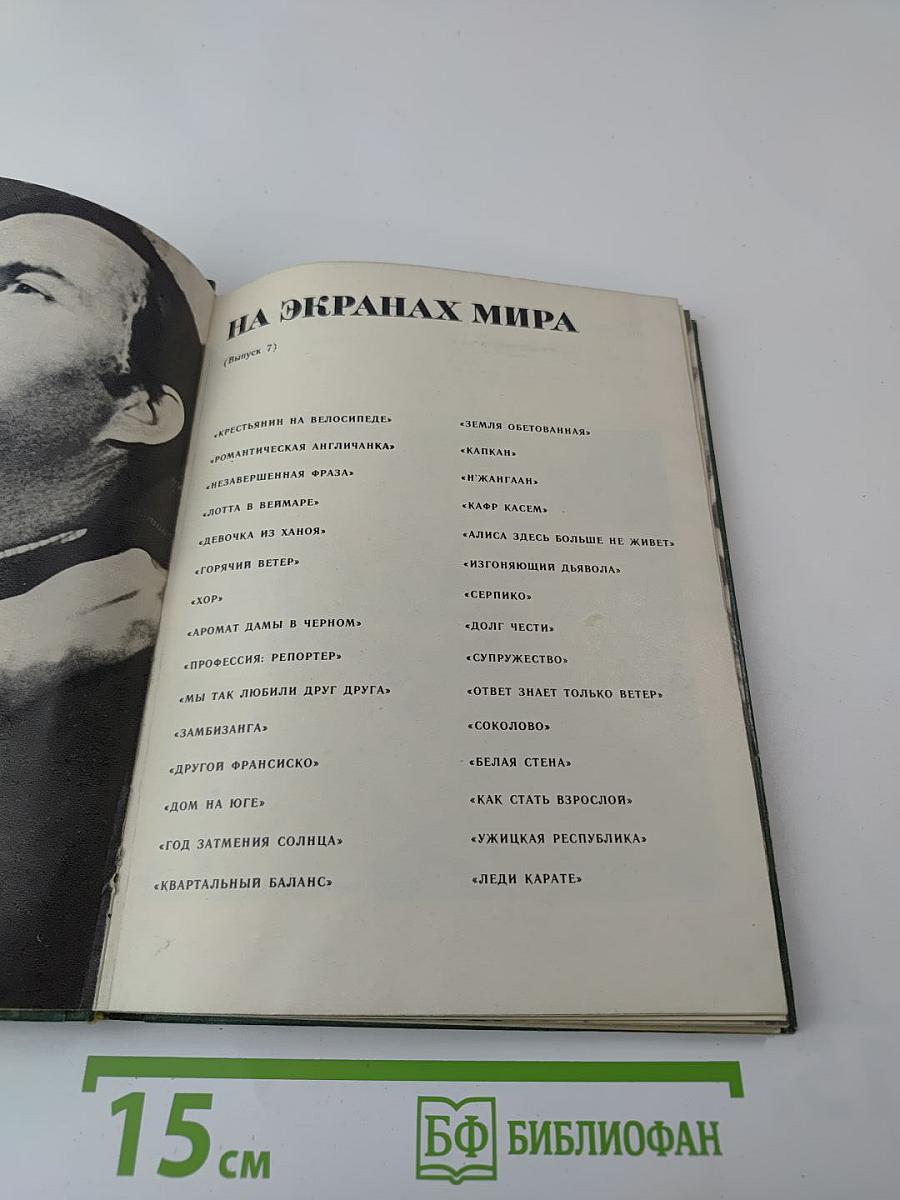 НА ЭКРАНАХ МИРА
(Выпуск 7)
«КРЕСТЬЯНИН НА ВЕЛОСИПЕДЕ»
«РОМАНТИЧЕСКАЯ АНГЛИЧАНКА»
«НЕЗАВЕРШЕННАЯ ФРАЗА»
«ЛОТТА В ВЕЙМАРЕ»
«ДЕВОЧКА ИЗ ХАНОЯ»
«ГОРЯЧИЙ ВЕТЕР»
«ХОР»
«АРОМАТ ДАМЫ В ЧЕРНОМ»
«ПРОФЕССИЯ: РЕПОРТЕР»
«МЫ ТАК ЛЮБИЛИ ДРУГ ДРУГА»
«ЗАМБИЗАНГА»
«ДРУГОЙ ФРАНСИСКО»
«ДОМ НА ЮГЕ»
«ГОД ЗАТМЕНИЯ СОЛНЦА»
«КВАРТАЛЬНЫЙ БАЛАНС»
«ЗЕМЛЯ ОБЕТОВАННАЯ»
«КАПКАН»
«Н'ЖАНГААН»
«КАФР КАСЕМ»
«АЛИСА ЗДЕСЬ БОЛЬШЕ НЕ ЖИВЕТ»
«ИЗГОНЯЮЩИЙ ДЬЯВОЛА»
«СЕРПИКО»
«ДОЛГ ЧЕСТИ»
«СУПРУЖЕСТВО»
«ОТВЕТ ЗНАЕТ ТОЛЬКО ВЕТЕР»
«СОКОЛОВО»
«БЕЛАЯ СТЕНА»
«КАК СТАТЬ ВЗРОСЛОЙ»
«УЖИЦКАЯ РЕСПУБЛИКА»
«ЛЕДИ КАРАТЕ»
15 см
БФ БИБЛИОФАН